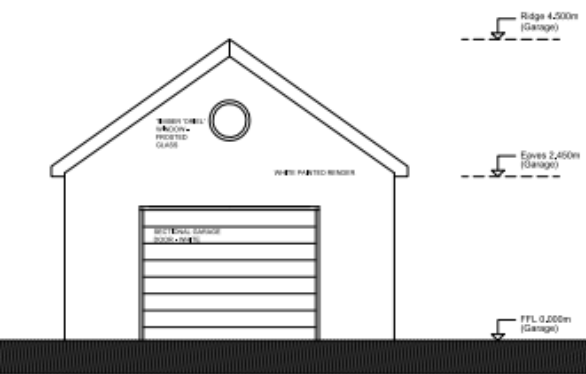 Ridge 4.500m
(Garage)
TIMBER 'ORIEL'
WINDOW -
FROSTED
GLASS
Eaves 2.450m
(Garage)
WHITE PAINTED RENDER
SECTIONAL GARAGE
DOOR - WHITE
FFL 0.000m
(Garage)